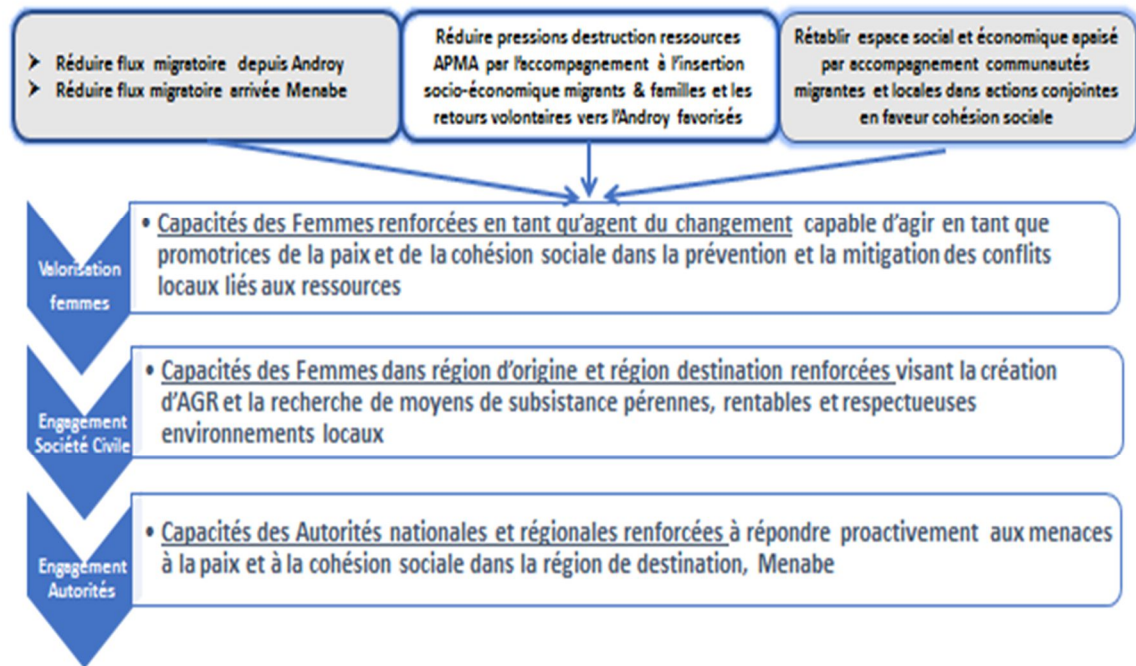 ➤ Réduire flux migratoire depuis Androy
➤ Réduire flux migratoire arrivée Menabe
Réduire pressions destruction ressources
APMA par l'accompagnement à l'insertion
socio-économique migrants & familles et les
retours volontaires vers l'Androy favorisés
Rétablir espace social et économique apaisé
par accompagnement communautés
migrantes et locales dans actions conjointes
en faveur cohésion sociale
Valorisation
femmes
• Capacités des Femmes renforcées en tant qu'agent du changement capable d'agir en tant que
promotrices de la paix et de la cohésion sociale dans la prévention et la mitigation des conflits
locaux liés aux ressources
Engagement
Société Civile
• Capacités des Femmes dans région d'origine et région destination renforcées visant la création
d'AGR et la recherche de moyens de subsistance pérennes, rentables et respectueuses
environnements locaux
Engagement
Autorités
• Capacités des Autorités nationales et régionales renforcées à répondre proactivement aux menaces
à la paix et à la cohésion sociale dans la région de destination, Menabe